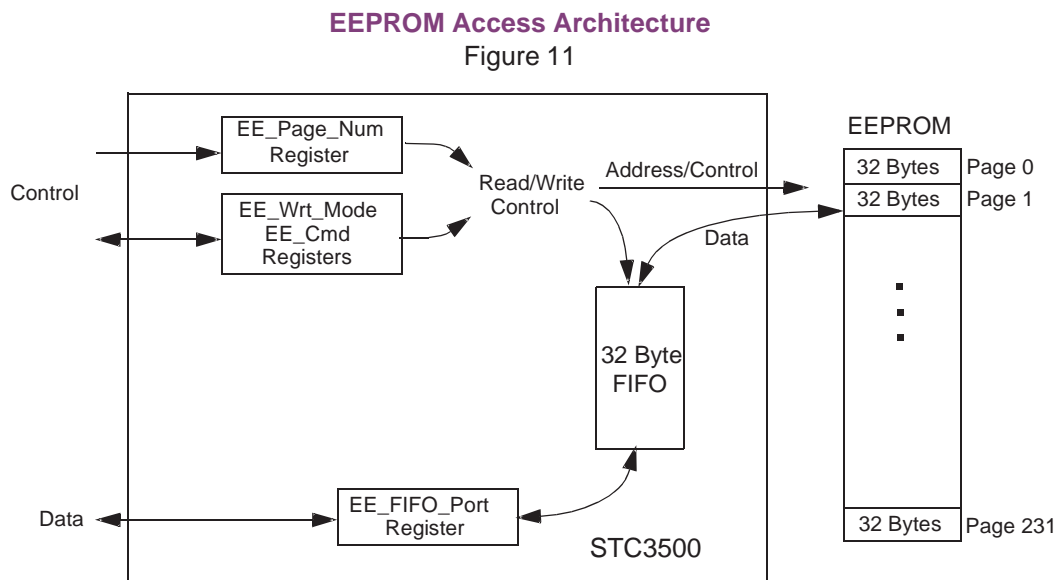 EEPROM Access Architecture
Figure 11
EE_Page_Num
Register
EEPROM
32 Bytes
Page 0
Control
EE_Wrt_Mode
EE_Cmd
Registers
Read/Write
Control
Address/Control
32 Bytes
Page 1
Data
32 Byte
FIFO
Data
EE_FIFO_Port
Register
STC3500
32 Bytes
Page 231